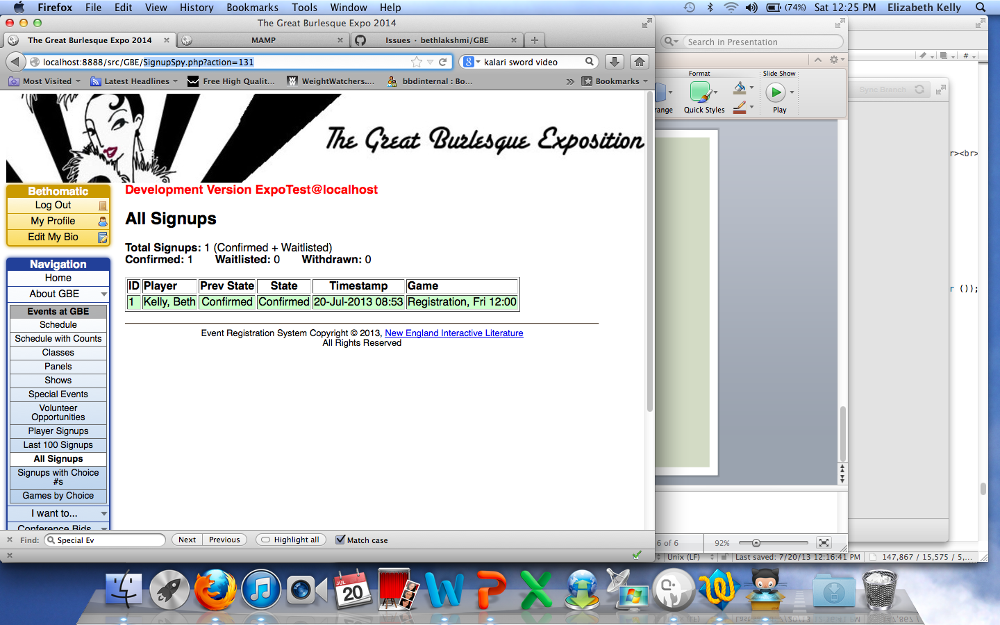 Firefox File Edit View History Bookmarks Tools Window Help (74%) Sat 12:25 PM Elizabeth Kelly
The Great Burlesque Expo 2014
The Great Burlesque Expo 2014 MAMP Issues · bethlakshmi/GBE
localhost:8888/src/GBE/SignupSpy.php?action=131 kalari sword video
Most Visited Latest Headlines Free High Qualit... WeightWatchers.... bbdinternal : Bo... » Bookmarks
The Great Burlesque Exposition
Development Version ExpoTest@localhost
Bethomatic
Log Out
My Profile
Edit My Bio
Navigation
Home
About GBE
Events at GBE
Schedule
Schedule with Counts
Classes
Panels
Shows
Special Events
Volunteer
Opportunities
Player Signups
Last 100 Signups
All Signups
Signups with Choice
#s
Games by Choice
I want to...
Conference Bids
All Signups
Total Signups: 1 (Confirmed + Waitlisted)
Confirmed: 1 Waitlisted: 0 Withdrawn: 0
ID Player Prev State State Timestamp Game
1 Kelly, Beth Confirmed Confirmed 20-Jul-2013 08:53 Registration, Fri 12:00
Event Registration System Copyright © 2013, New England Interactive Literature
All Rights Reserved
Find: Special Ev Next Previous Highlight all Match case
Search in Presentation
Format Slide Show
range Quick Styles Play
Sync Branch
r><br>
r ());
6 of 6 92%
Unix (LF) Last saved: 7/20/13 12:16:41 PM 147,867 / 15,575 / 5,...
JUL
20